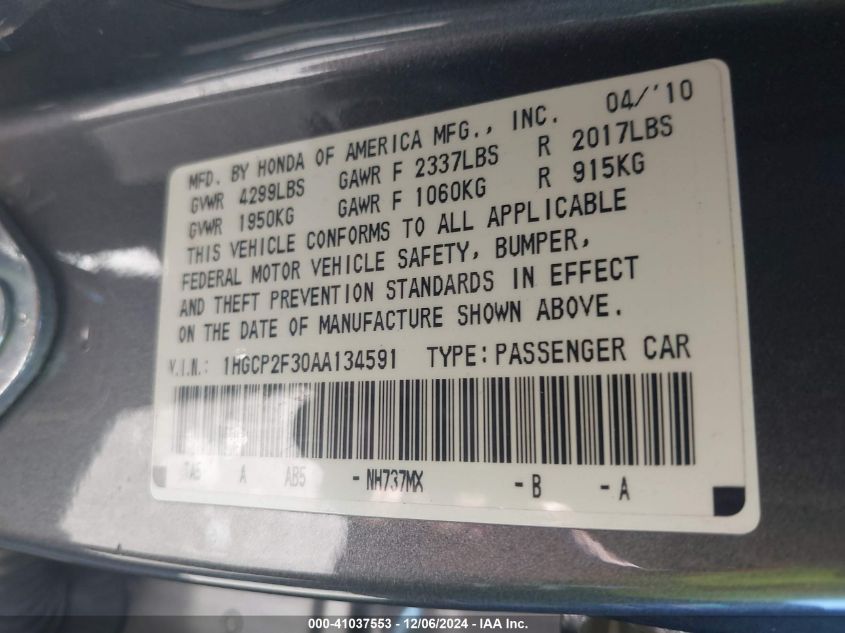 MFD. BY HONDA OF AMERICA MFG., INC. 04/'10
GVWR 4299LBS GAWR F 2337LBS R 2017LBS
GVWR 1950KG GAWR F 1060KG R 915KG
THIS VEHICLE CONFORMS TO ALL APPLICABLE
FEDERAL MOTOR VEHICLE SAFETY, BUMPER,
AND THEFT PREVENTION STANDARDS IN EFFECT
ON THE DATE OF MANUFACTURE SHOWN ABOVE.
V.I.N.: 1HGCP2F30AA134591 TYPE:PASSENGER CAR
A AB5 -NH737MX -B -A
000-41037553 - 12/06/2024 - IAA Inc.